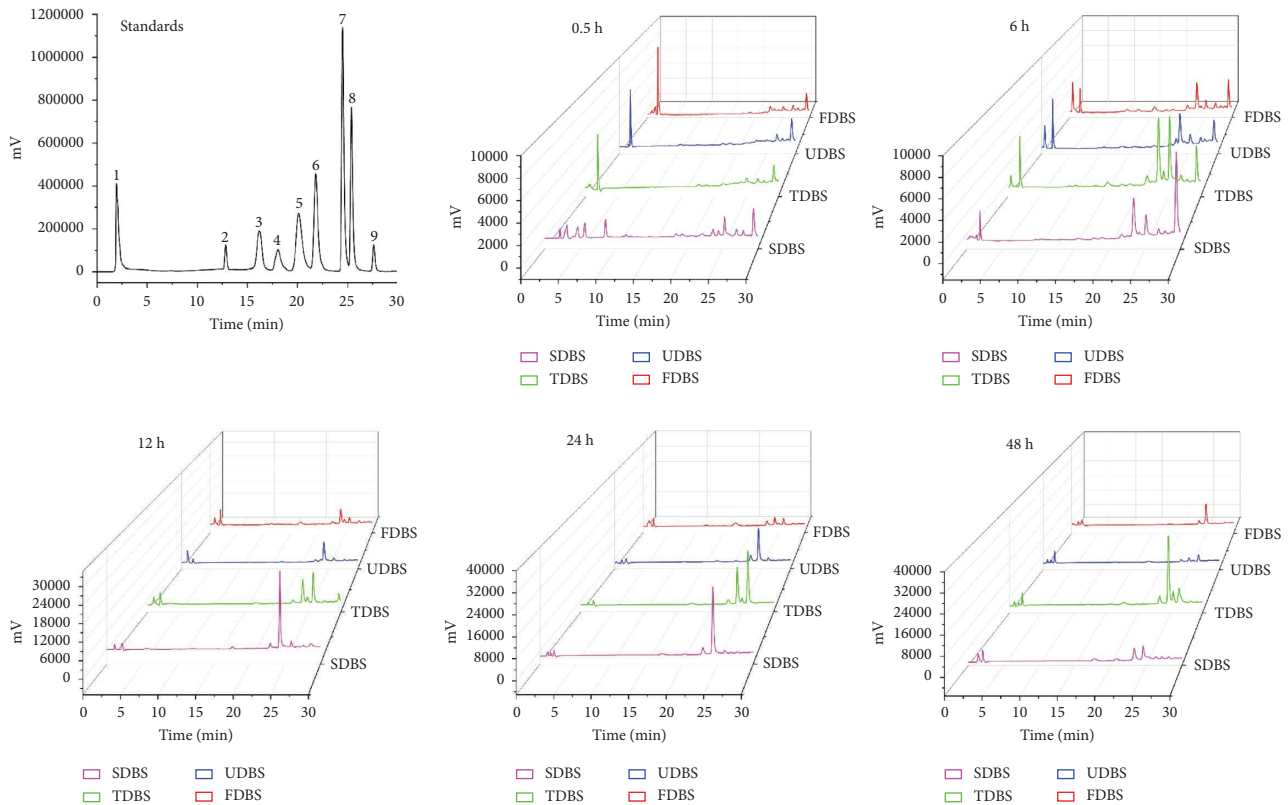 Standards
1200000
1000000
800000
600000
400000
200000
0
mV
1
2
3
4
5
6
7
8
9
0 5 10 15 20 25 30
Time (min)
0.5 h
10000
8000
6000
4000
2000
0
mV
FDBS
UDBS
TDBS
SDBS
0 5 10 15 20 25 30
Time (min)
SDBS UDBS
TDBS FDBS
6 h
10000
8000
6000
4000
2000
0
mV
FDBS
UDBS
TDBS
SDBS
0 5 10 15 20 25 30
Time (min)
SDBS UDBS
TDBS FDBS
12 h
30000
24000
18000
12000
6000
0
mV
FDBS
UDBS
TDBS
SDBS
0 5 10 15 20 25 30
Time (min)
SDBS UDBS
TDBS FDBS
24 h
40000
32000
24000
16000
8000
0
mV
FDBS
UDBS
TDBS
SDBS
0 5 10 15 20 25 30
Time (min)
SDBS UDBS
TDBS FDBS
48 h
40000
32000
24000
16000
8000
0
mV
FDBS
UDBS
TDBS
SDBS
0 5 10 15 20 25 30
Time (min)
SDBS UDBS
TDBS FDBS